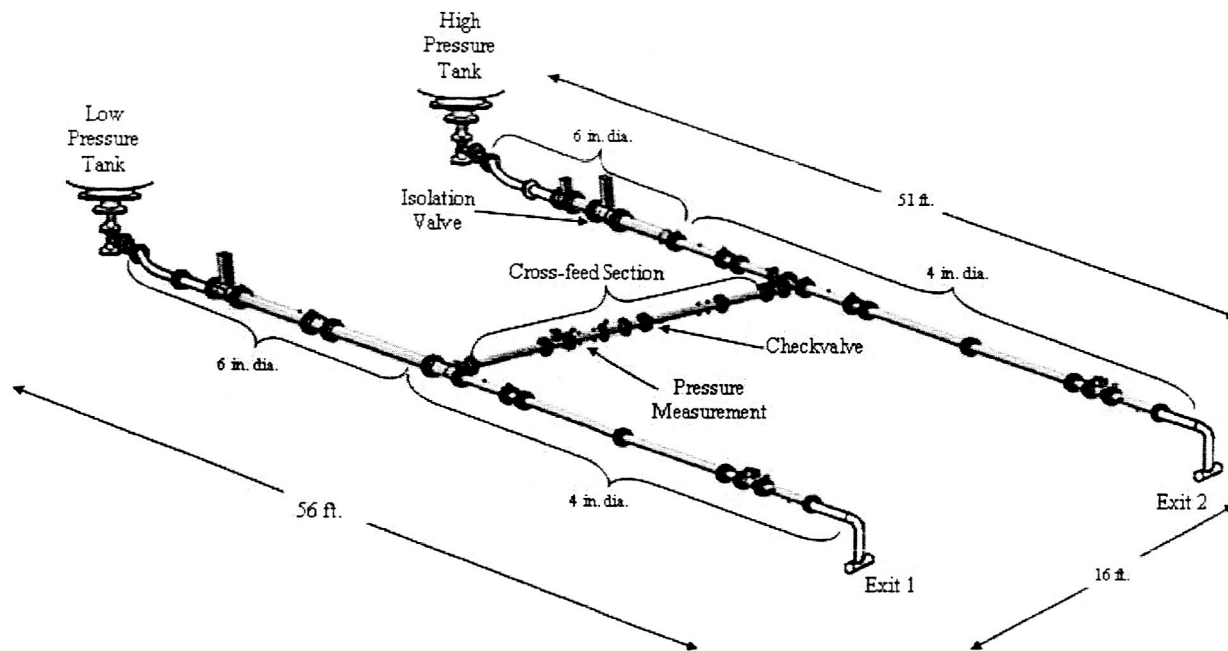 High
Pressure
Tank
Low
Pressure
Tank
6 in. dia.
51 ft.
Isolation
Valve
Cross-feed Section
4 in. dia.
Checkvalve
6 in. dia.
Pressure
Measurement
56 ft.
4 in. dia.
Exit 2
Exit 1
16 ft.